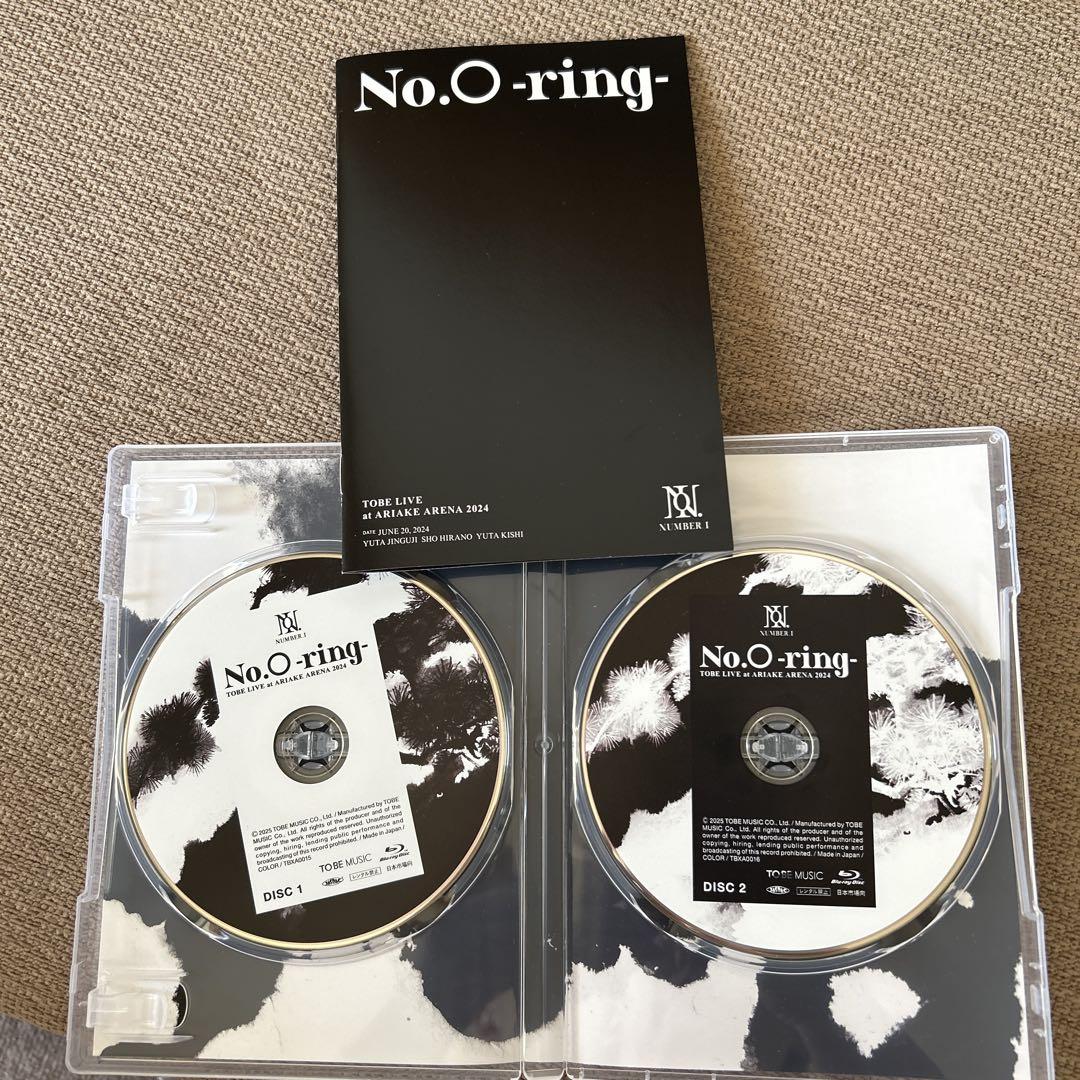 No.○ -ring-
TOBE LIVE
at ARIAKE ARENA 2024
DATE JUNE 20, 2024
YUTA JINGUJI SHO HIRANO YUTA KISHI
NUMBER I
NUMBER I
No.○ -ring-
TOBE LIVE at ARIAKE ARENA 2024
© 2025 TOBE MUSIC CO., Ltd. / Manufactured by TOBE
MUSIC Co., Ltd. All rights of the producer and of the
owner of the work reproduced reserved. Unauthorized
copying, hiring, lending public performance and
broadcasting of this record prohibited. / Made in Japan /
COLOR / TBXA0015
TOBE MUSIC
レンタル禁止
Blu-ray Disc
日本市場向
DISC 1
NUMBER I
No.○ -ring-
TOBE LIVE at ARIAKE ARENA 2024
© 2025 TOBE MUSIC CO., Ltd. / Manufactured by TOBE
MUSIC Co., Ltd. All rights of the producer and of the
owner of the work reproduced reserved. Unauthorized
copying, hiring, lending public performance and
broadcasting of this record prohibited. / Made in Japan /
COLOR / TBXA0016
TOBE MUSIC
レンタル禁止
Blu-ray Disc
日本市場向
DISC 2